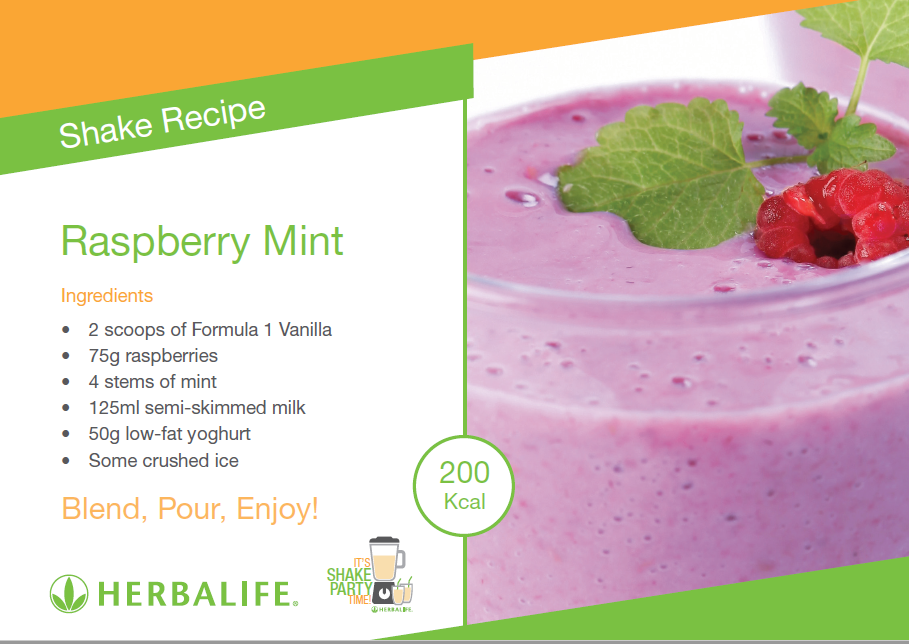 Shake Recipe
Raspberry Mint
Ingredients
• 2 scoops of Formula 1 Vanilla
• 75g raspberries
• 4 stems of mint
• 125ml semi-skimmed milk
• 50g low-fat yoghurt
• Some crushed ice
Blend, Pour, Enjoy!
200
Kcal
HERBALIFE®
IT'S
SHAKE
PARTY
TIME!
HERBALIFE.